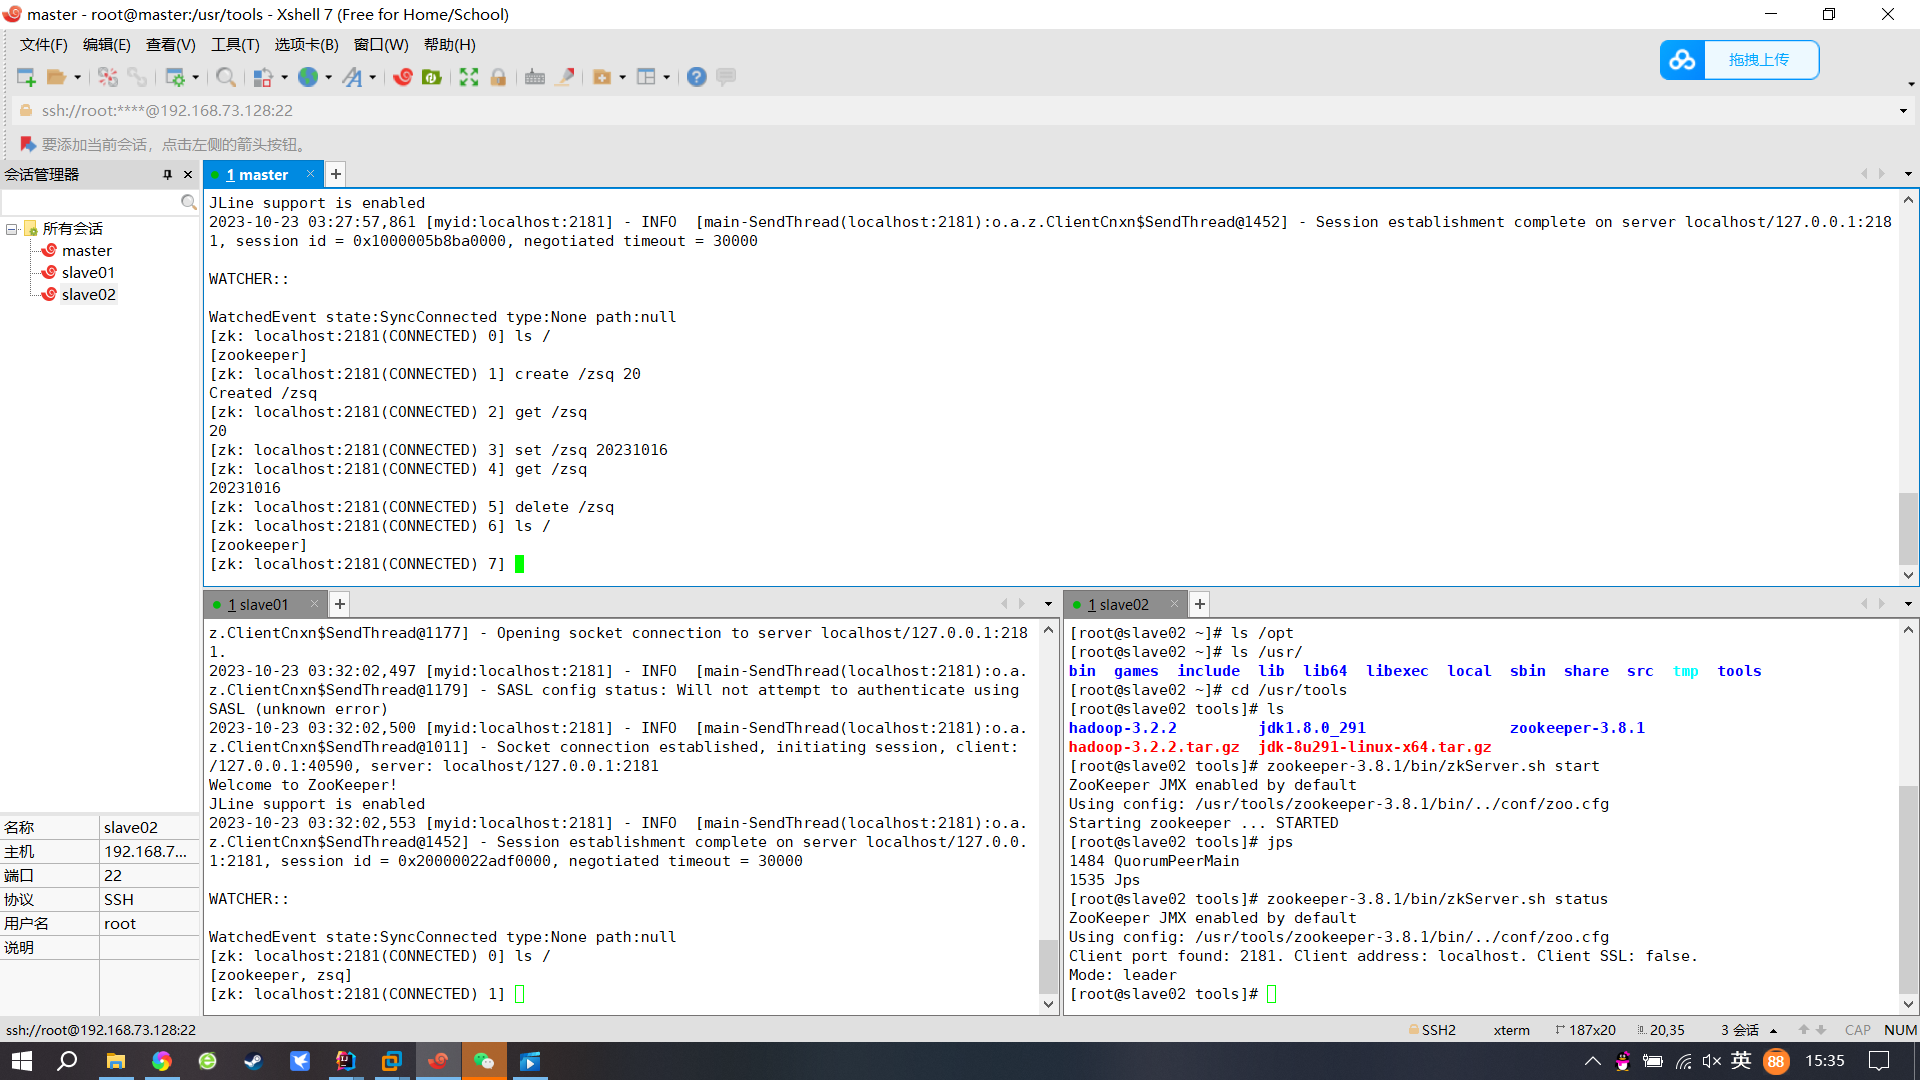 master - root@master:/usr/tools - Xshell 7 (Free for Home/School)
文件(F) 编辑(E) 查看(V) 工具(T) 选项卡(B) 窗口(W) 帮助(H)
拖拽上传
ssh://root:****@192.168.73.128:22
要添加当前会话，点击左侧的箭头按钮。
会话管理器
所有会话
master
slave01
slave02
名称 slave02
主机 192.168.7...
端口 22
协议 SSH
用户名 root
说明
1 master
JLine support is enabled
2023-10-23 03:27:57,861 [myid:localhost:2181] - INFO  [main-SendThread(localhost:2181):o.a.z.ClientCnxn$SendThread@1452] - Session establishment complete on server localhost/127.0.0.1:218
1, session id = 0x1000005b8ba0000, negotiated timeout = 30000
WATCHER::
WatchedEvent state:SyncConnected type:None path:null
[zk: localhost:2181(CONNECTED) 0] ls /
[zookeeper]
[zk: localhost:2181(CONNECTED) 1] create /zsq 20
Created /zsq
[zk: localhost:2181(CONNECTED) 2] get /zsq
20
[zk: localhost:2181(CONNECTED) 3] set /zsq 20231016
[zk: localhost:2181(CONNECTED) 4] get /zsq
20231016
[zk: localhost:2181(CONNECTED) 5] delete /zsq
[zk: localhost:2181(CONNECTED) 6] ls /
[zookeeper]
[zk: localhost:2181(CONNECTED) 7]
1 slave01
z.ClientCnxn$SendThread@1177] - Opening socket connection to server localhost/127.0.0.1:218
1.
2023-10-23 03:32:02,497 [myid:localhost:2181] - INFO  [main-SendThread(localhost:2181):o.a.
z.ClientCnxn$SendThread@1179] - SASL config status: Will not attempt to authenticate using
SASL (unknown error)
2023-10-23 03:32:02,500 [myid:localhost:2181] - INFO  [main-SendThread(localhost:2181):o.a.
z.ClientCnxn$SendThread@1011] - Socket connection established, initiating session, client:
/127.0.0.1:40590, server: localhost/127.0.0.1:2181
Welcome to ZooKeeper!
JLine support is enabled
2023-10-23 03:32:02,553 [myid:localhost:2181] - INFO  [main-SendThread(localhost:2181):o.a.
z.ClientCnxn$SendThread@1452] - Session establishment complete on server localhost/127.0.0.
1:2181, session id = 0x20000022adf0000, negotiated timeout = 30000
WATCHER::
WatchedEvent state:SyncConnected type:None path:null
[zk: localhost:2181(CONNECTED) 0] ls /
[zookeeper, zsq]
[zk: localhost:2181(CONNECTED) 1]
1 slave02
[root@slave02 ~]# ls /opt
[root@slave02 ~]# ls /usr/
bin  games  include  lib  lib64  libexec  local  sbin  share  src  tmp  tools
[root@slave02 ~]# cd /usr/tools
[root@slave02 tools]# ls
hadoop-3.2.2  jdk1.8.0_291  zookeeper-3.8.1
hadoop-3.2.2.tar.gz  jdk-8u291-linux-x64.tar.gz
[root@slave02 tools]# zookeeper-3.8.1/bin/zkServer.sh start
ZooKeeper JMX enabled by default
Using config: /usr/tools/zookeeper-3.8.1/bin/../conf/zoo.cfg
Starting zookeeper ... STARTED
[root@slave02 tools]# jps
1484 QuorumPeerMain
1535 Jps
[root@slave02 tools]# zookeeper-3.8.1/bin/zkServer.sh status
ZooKeeper JMX enabled by default
Using config: /usr/tools/zookeeper-3.8.1/bin/../conf/zoo.cfg
Client port found: 2181. Client address: localhost. Client SSL: false.
Mode: leader
[root@slave02 tools]#
ssh://root@192.168.73.128:22 SSH2 xterm 187x20 20,35 3 会话 CAP NUM
英 88 15:35